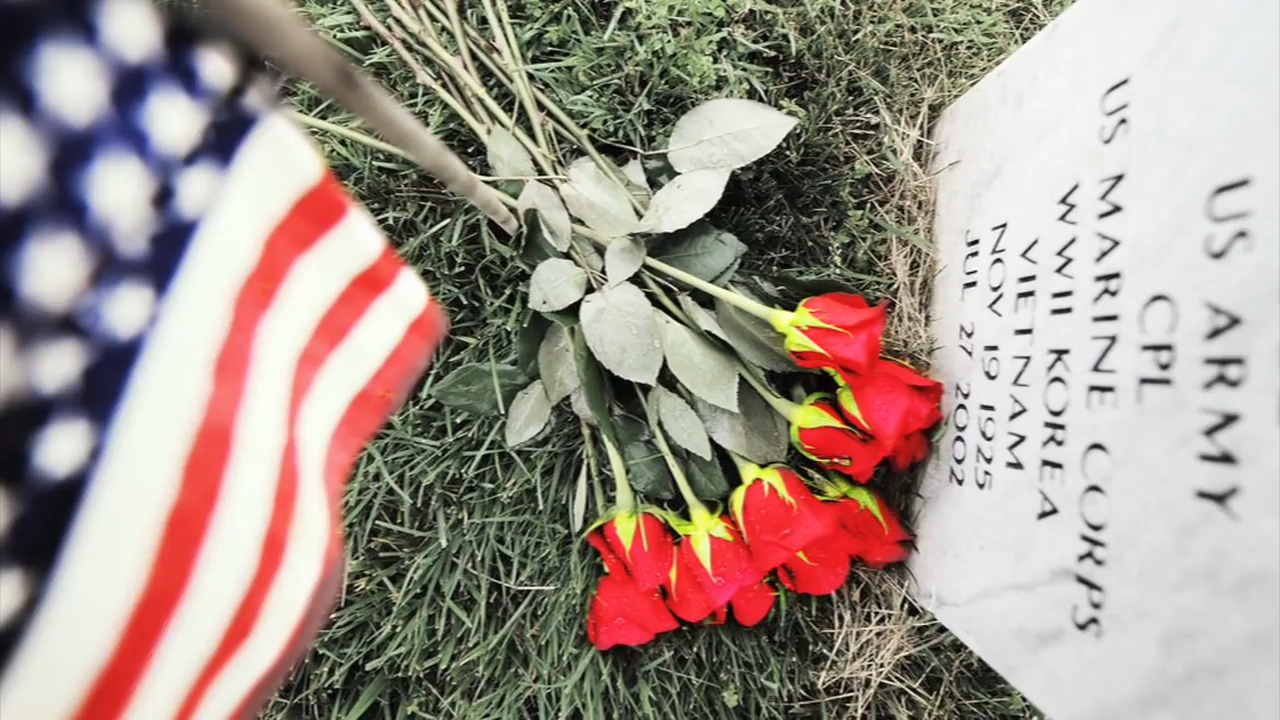 US ARMY
CPL
US MARINE CORPS
WWII KOREA
VIETNAM
NOV 19 1925
JUL 27 2002